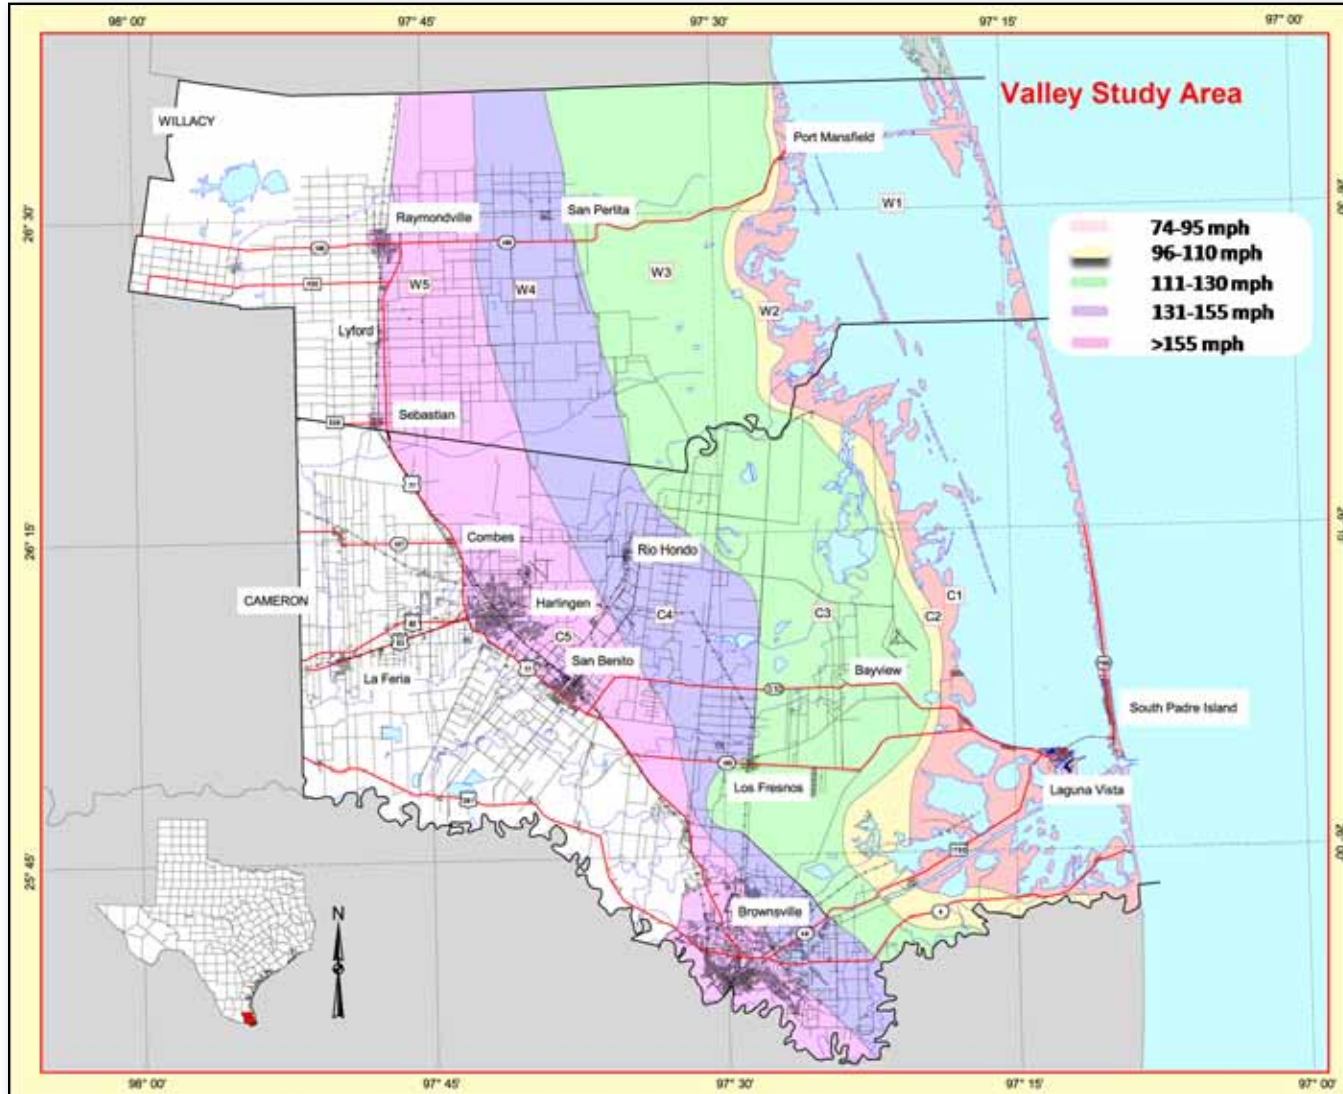 98° 00' 97° 45' 97° 30' 97° 15' 97° 00'
Valley Study Area
WILLACY
Port Mansfield
26° 30'
Raymondville
San Perlita
W1
74-95 mph
96-110 mph
111-130 mph
131-155 mph
>155 mph
W5
W4
W3
W2
Lyford
Sebastian
77
26° 15'
Combes
Rio Hondo
CAMERON
Harlingen
C5
C4
C3
C2
C1
San Benito
Bayview
La Feria
South Padre Island
Los Fresnos
Laguna Vista
25° 45'
Brownsville
48
4
N
98° 00' 97° 45' 97° 30' 97° 15' 97° 00'